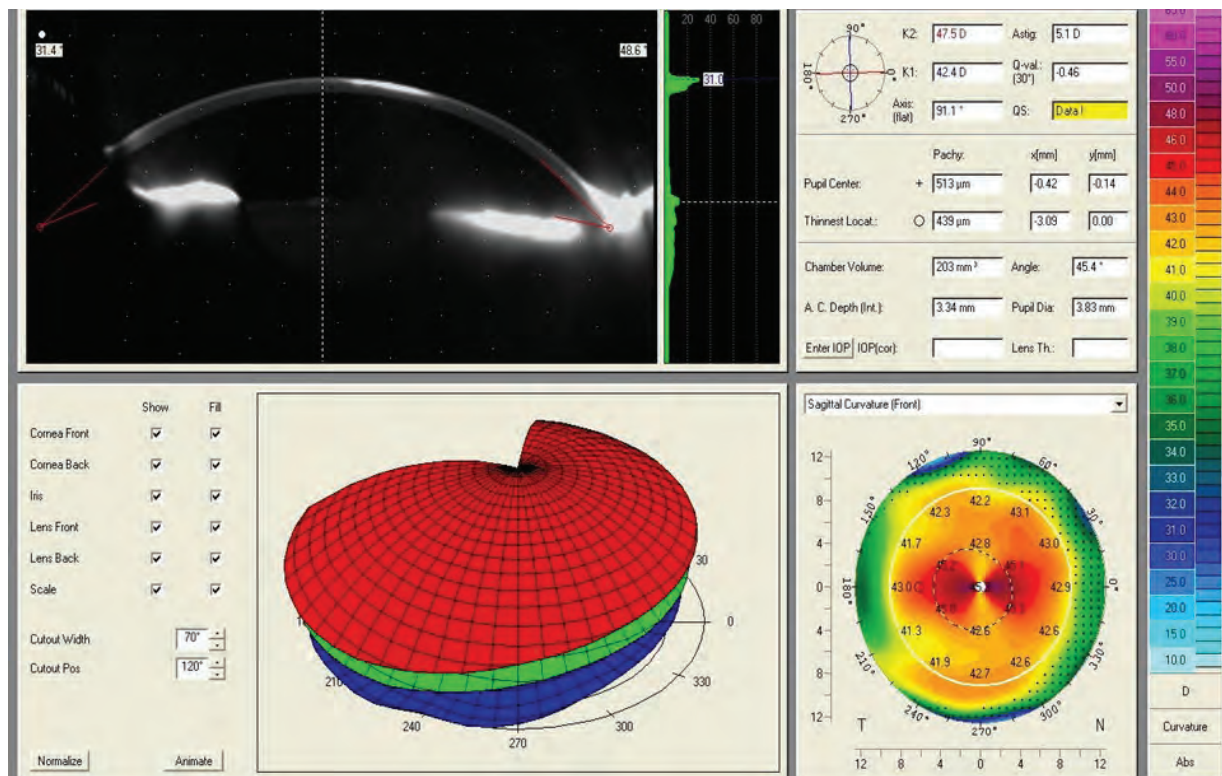 31.4 °
48.6 °
20 40 60 80
31.0
90°
180°
0°
270°
K2: 47.5 D Astig: 5.1 D
K1: 42.4 D Q-val.: (30°) -0.46
Axis: (flat) 91.1 ° QS: Data !
Pachy: x[mm] y[mm]
Pupil Center: + 513 µm -0.42 -0.14
Thinnest Locat.: 439 µm -3.09 0.00
Chamber Volume: 203 mm³ Angle: 45.4 °
A. C. Depth (Int.): 3.34 mm Pupil Dia: 3.83 mm
Enter IOP IOP(cor): Lens Th.:
Show Fill
Cornea Front
Cornea Back
Iris
Lens Front
Lens Back
Scale
Cutout Width 70°
Cutout Pos 120°
Normalize Animate
30
0
330
300
270
240
210
Sagittal Curvature (Front)
90°
120° 60°
150° 30°
180° 0°
210° 330°
240° 300°
270°
12
8
4
0
4
8
12
42.2
42.3 43.1
41.7 42.8 43.0
43.0 42.9
41.3 42.6 42.6
41.9 42.6
42.7
T N
12 8 4 0 4 8 12
55.0
50.0
48.0
46.0
45.0
44.0
43.0
42.0
41.0
40.0
39.0
38.0
37.0
36.0
35.0
34.0
33.0
32.0
31.0
30.0
25.0
20.0
15.0
10.0
D
Curvature
Abs